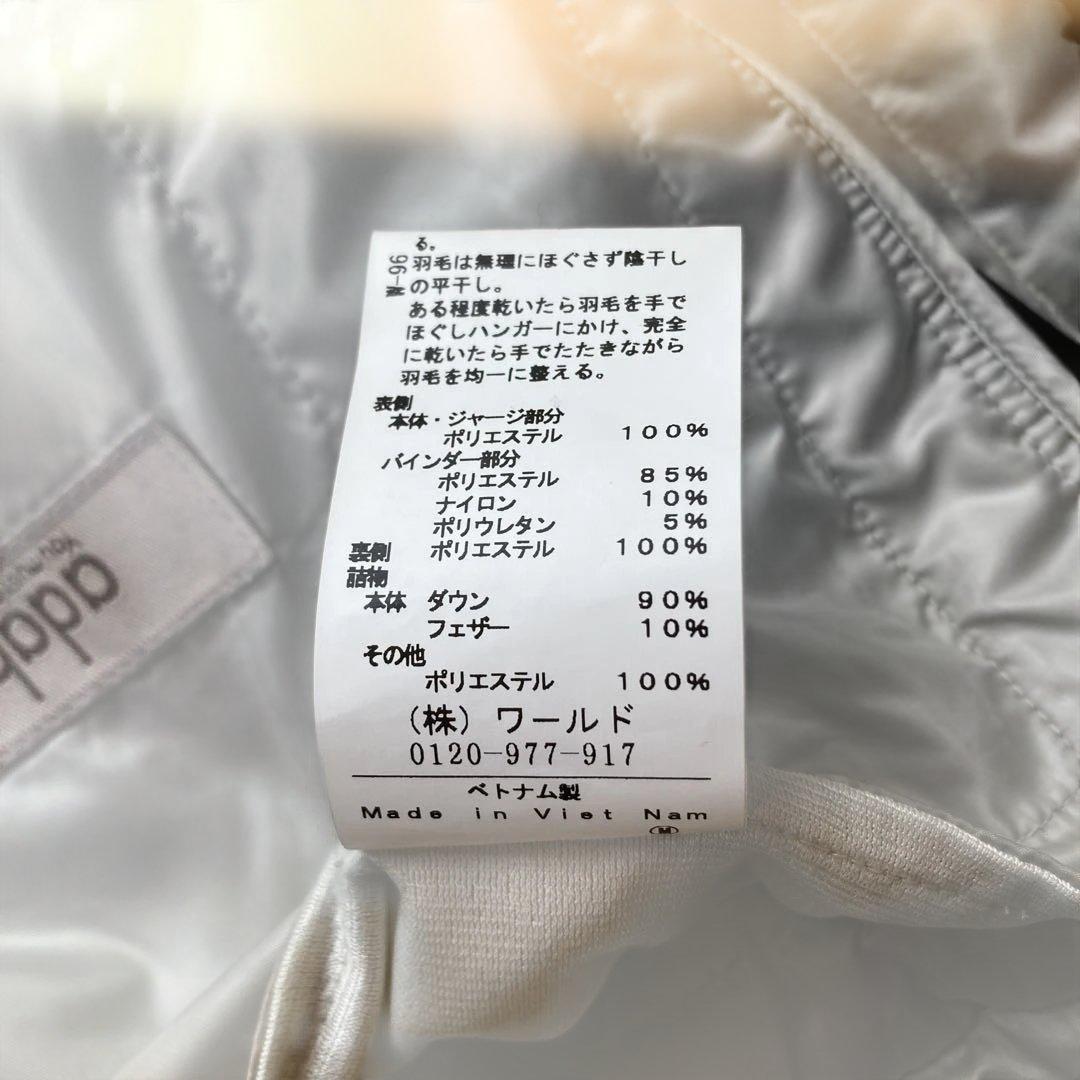 る。
羽毛は無理にほぐさず陰干し
の平干し。
ある程度乾いたら羽毛を手で
ほぐしハンガーにかけ、完全
に乾いたら手でたたきながら
羽毛を均一に整える。
96-M
表側
本体・ジャージ部分
ポリエステル 100%
バインダー部分
ポリエステル 85%
ナイロン 10%
ポリウレタン 5%
裏側 ポリエステル 100%
詰物
本体 ダウン 90%
フェザー 10%
その他
ポリエステル 100%
(株) ワールド
0120-977-917
ベトナム製
Made in Viet Nam
M
adab